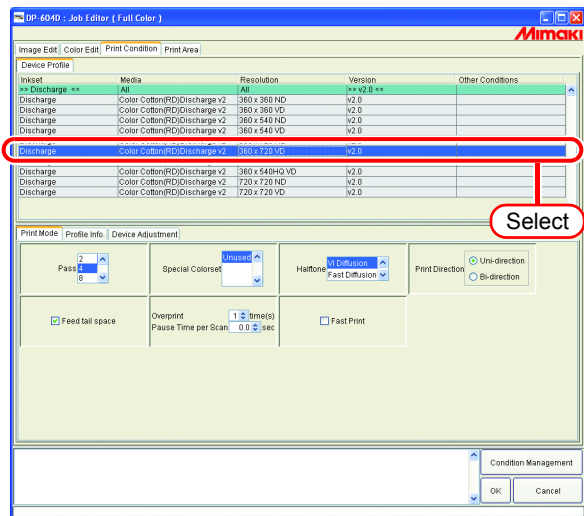 DP-604D : Job Editor ( Full Color )
Mimaki
Image Edit Color Edit Print Condition Print Area
Device Profile
Inkset Media Resolution Version Other Conditions
>> Discharge << All All >> v2.0 <<
Discharge Color Cotton(RD)Discharge v2 360 x 360 ND v2.0
Discharge Color Cotton(RD)Discharge v2 360 x 360 VD v2.0
Discharge Color Cotton(RD)Discharge v2 360 x 540 ND v2.0
Discharge Color Cotton(RD)Discharge v2 360 x 540 VD v2.0
Discharge Color Cotton(RD)Discharge v2 360 x 720 VD v2.0
Discharge Color Cotton(RD)Discharge v2 360 x 540HQ VD v2.0
Discharge Color Cotton(RD)Discharge v2 720 x 720 ND v2.0
Discharge Color Cotton(RD)Discharge v2 720 x 720 VD v2.0
Select
Print Mode Profile Info. Device Adjustment
Pass 2 4 8
Special Colorset Unused
Halftone VI Diffusion Fast Diffusion
Print Direction Uni-direction Bi-direction
Feed tail space
Overprint 1 time(s)
Pause Time per Scan 0.0 sec
Fast Print
Condition Management
OK Cancel